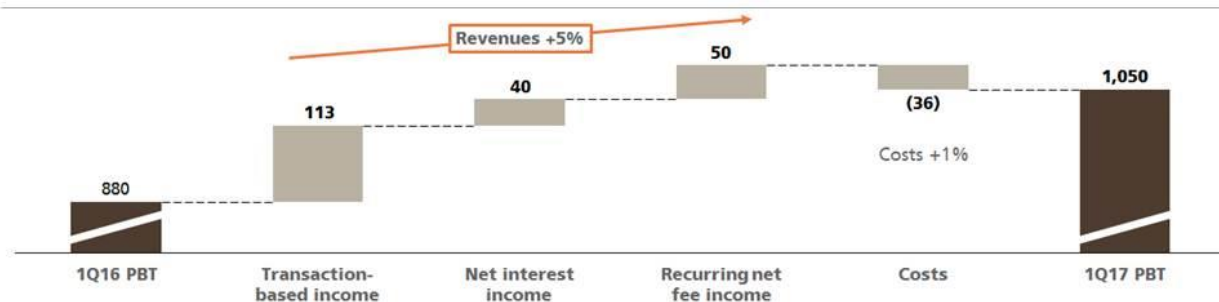 Revenues +5%
50
40
1,050
113
(36)
Costs +1%
880
1Q16 PBT
Transaction-
based income
Net interest
income
Recurring net
fee income
Costs
1Q17 PBT